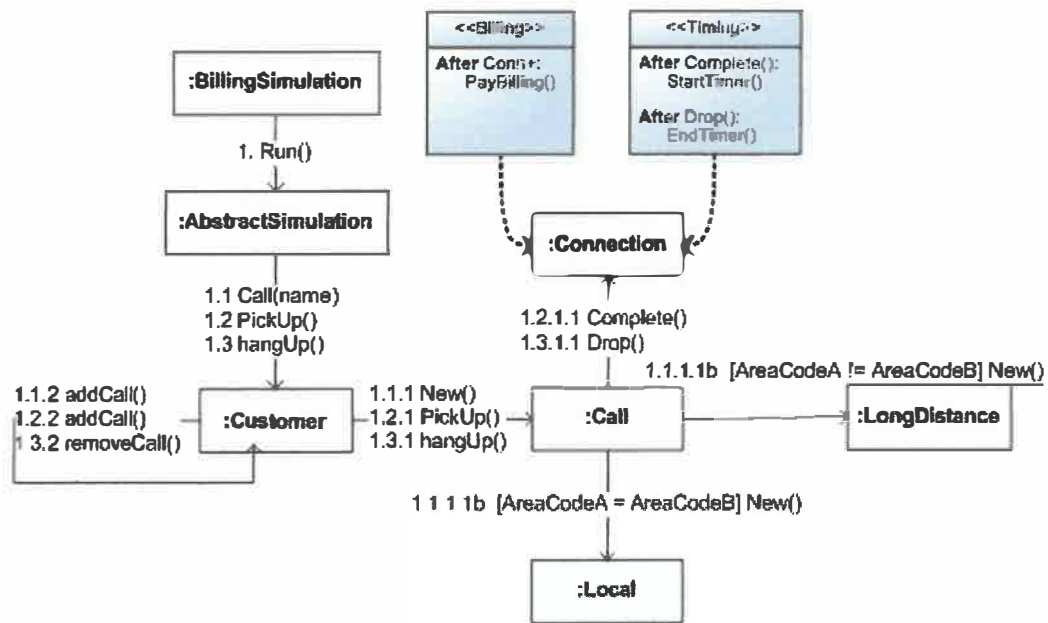 <<Billing>>
After Conn+:
PayBilling()
<<Timing>>
After Complete():
StartTimer()
After Drop():
EndTimer()
:BillingSimulation
1. Run()
:AbstractSimulation
:Connection
1.1 Call(name)
1.2 PickUp()
1.3 hangUp()
1.2.1.1 Complete()
1.3.1.1 Drop()
1.1.1.1b [AreaCodeA != AreaCodeB] New()
1.1.2 addCall()
1.2.2 addCall()
1 3.2 removeCall()
:Customer
1.1.1 New()
1.2.1 PickUp()
1.3.1 hangUp()
:Call
:LongDistance
1 1 1 1b [AreaCodeA = AreaCodeB] New()
:Local